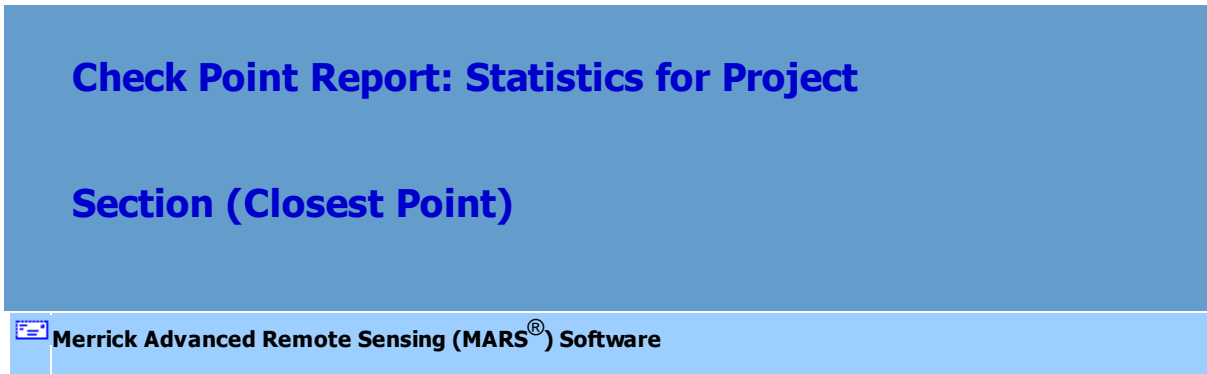 Check Point Report: Statistics for Project
Section (Closest Point)
Merrick Advanced Remote Sensing (MARS®) Software